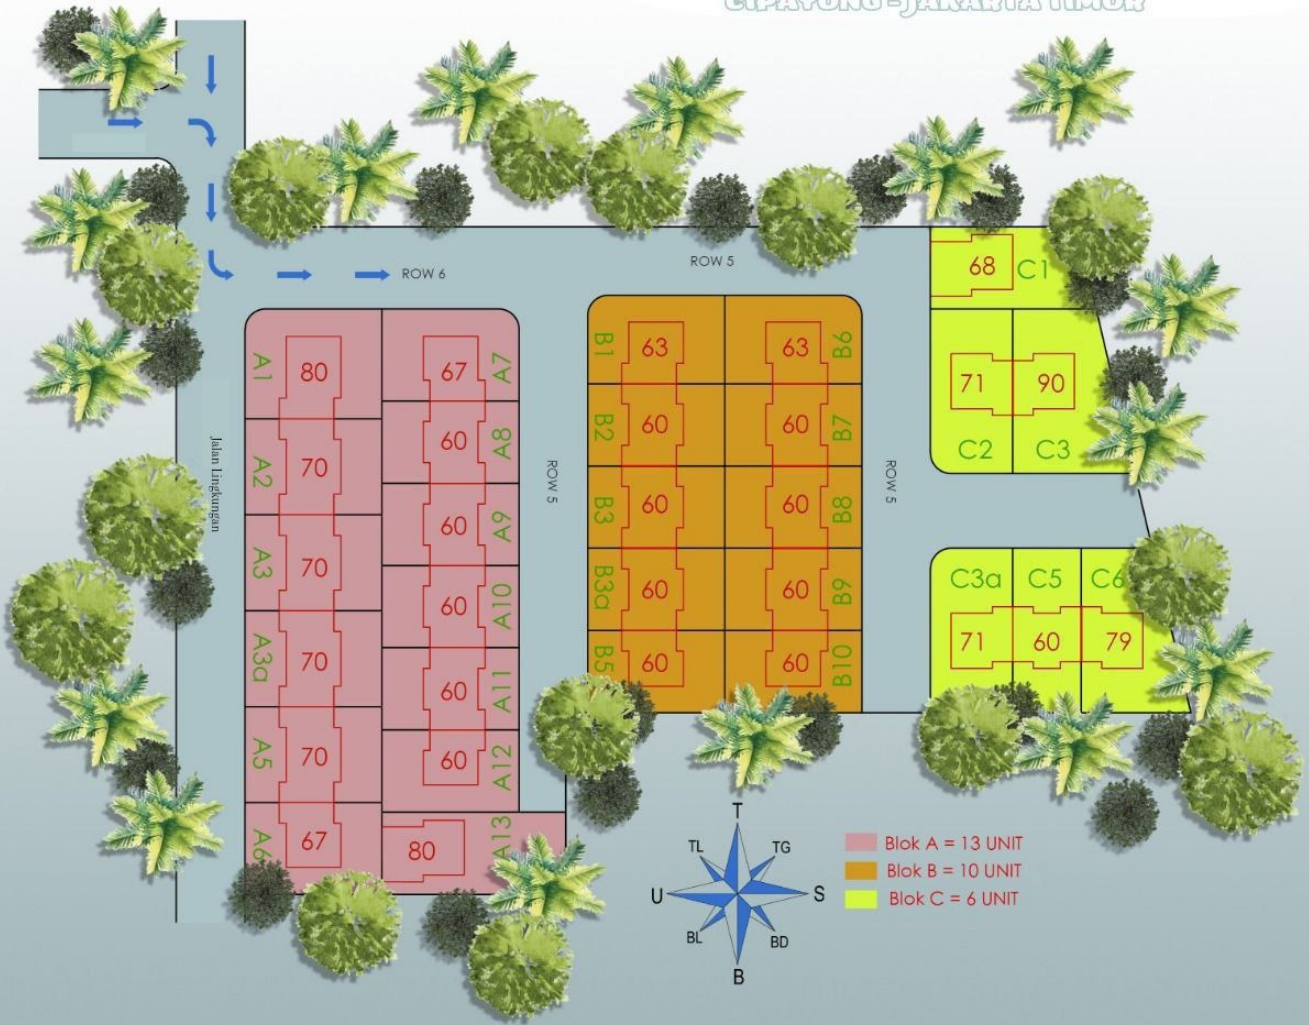 CIPAYUNG - JAKARTA TIMUR
ROW 6
ROW 5
68
C1
A1
80
67
A7
B1
63
63
B6
71
90
C2
C3
A2
70
60
A8
B2
60
60
B7
Jalan Lingkungan
ROW 5
ROW 5
A3
70
60
A9
B3
60
60
B8
A3a
70
60
A10
B3a
60
60
B9
C3a
C5
C6
71
60
79
A5
70
60
A11
B5
60
60
B10
60
A12
A6
67
80
A13
T
TL
TG
U
S
BL
BD
B
Blok A = 13 UNIT
Blok B = 10 UNIT
Blok C = 6 UNIT